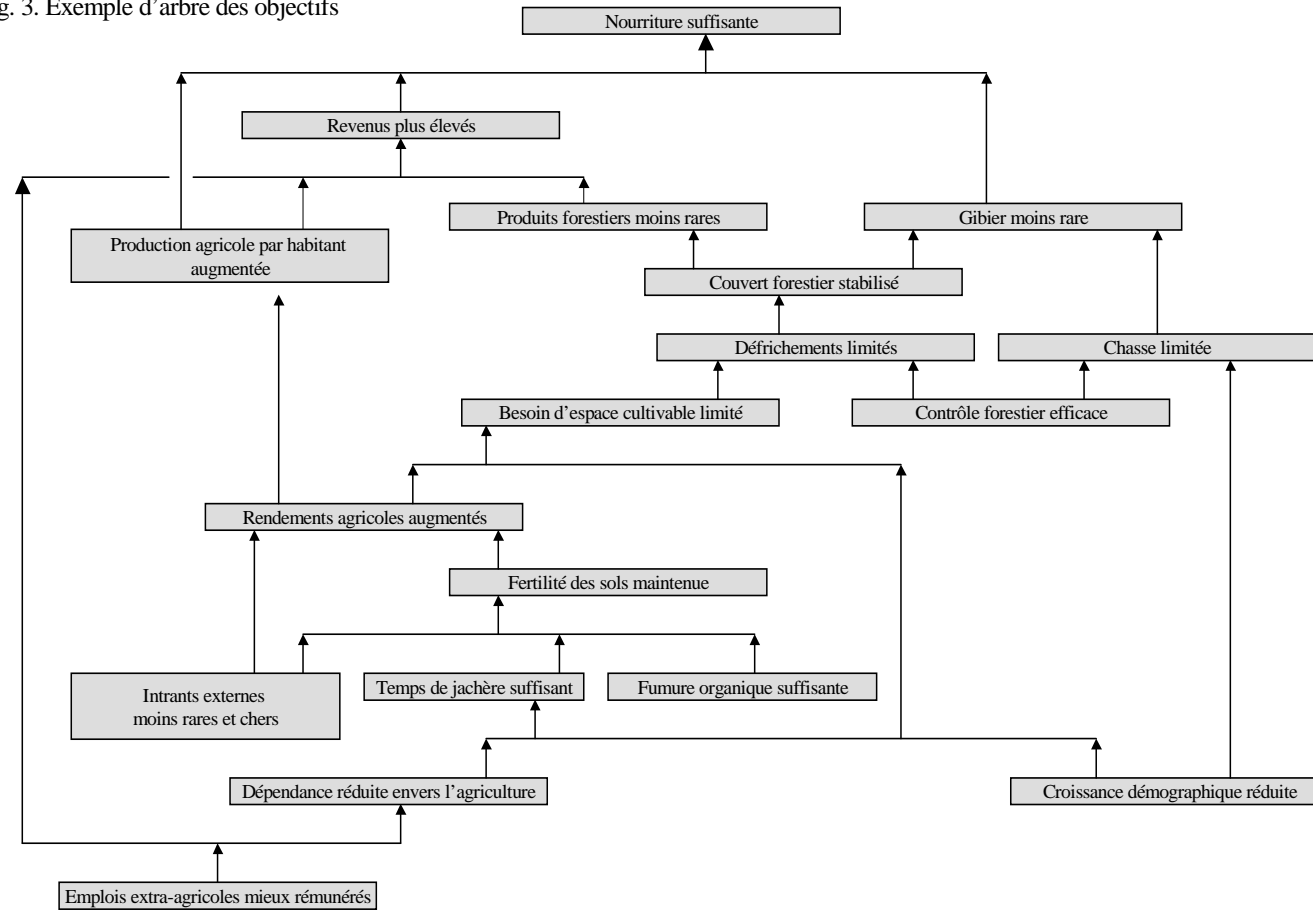 g. 3. Exemple d'arbre des objectifs
Nourriture suffisante
Revenus plus élevés
Produits forestiers moins rares
Gibier moins rare
Production agricole par habitant
augmentée
Couvert forestier stabilisé
Défrichements limités
Chasse limitée
Besoin d'espace cultivable limité
Contrôle forestier efficace
Rendements agricoles augmentés
Fertilité des sols maintenue
Intrants externes
moins rares et chers
Temps de jachère suffisant
Fumure organique suffisante
Dépendance réduite envers l'agriculture
Croissance démographique réduite
Emplois extra-agricoles mieux rémunérés